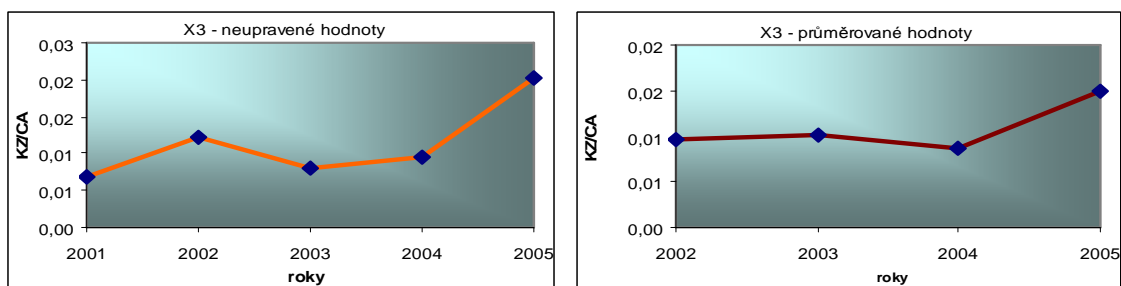 X3 - neupravené hodnoty
0,03
0,02
0,02
0,01
0,01
0,00
KZ/CA
2001 2002 2003 2004 2005
roky
X3 - průměrované hodnoty
0,02
0,02
0,01
0,01
0,00
KZ/CA
2002 2003 2004 2005
roky